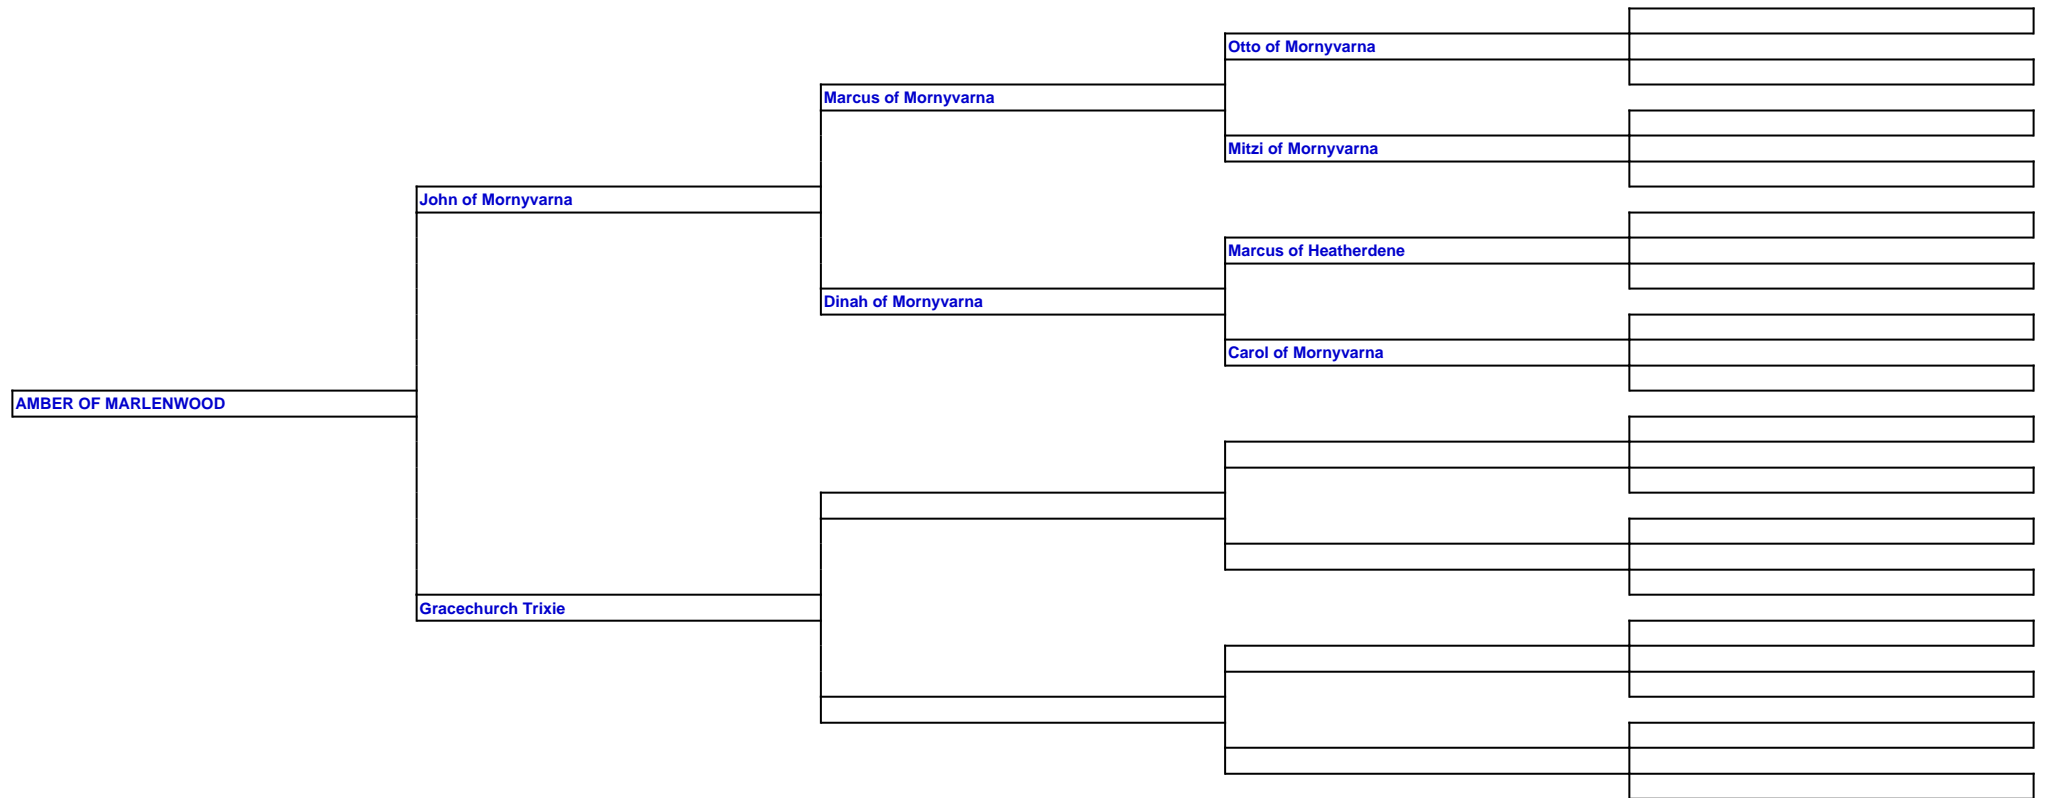 Otto of Mornyvarna
Marcus of Mornyvarna
Mitzi of Mornyvarna
John of Mornyvarna
Marcus of Heatherdene
Dinah of Mornyvarna
Carol of Mornyvarna
AMBER OF MARLENWOOD
Gracechurch Trixie